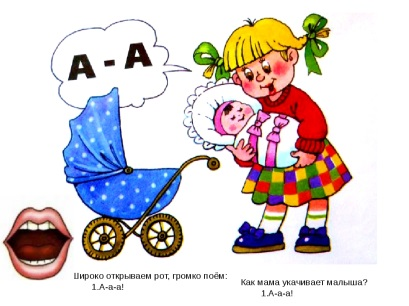 А - А
Широко открываем рот, громко поём:
1.А-а-а!
Как мама укачивает малыша?
1.А-а-а!